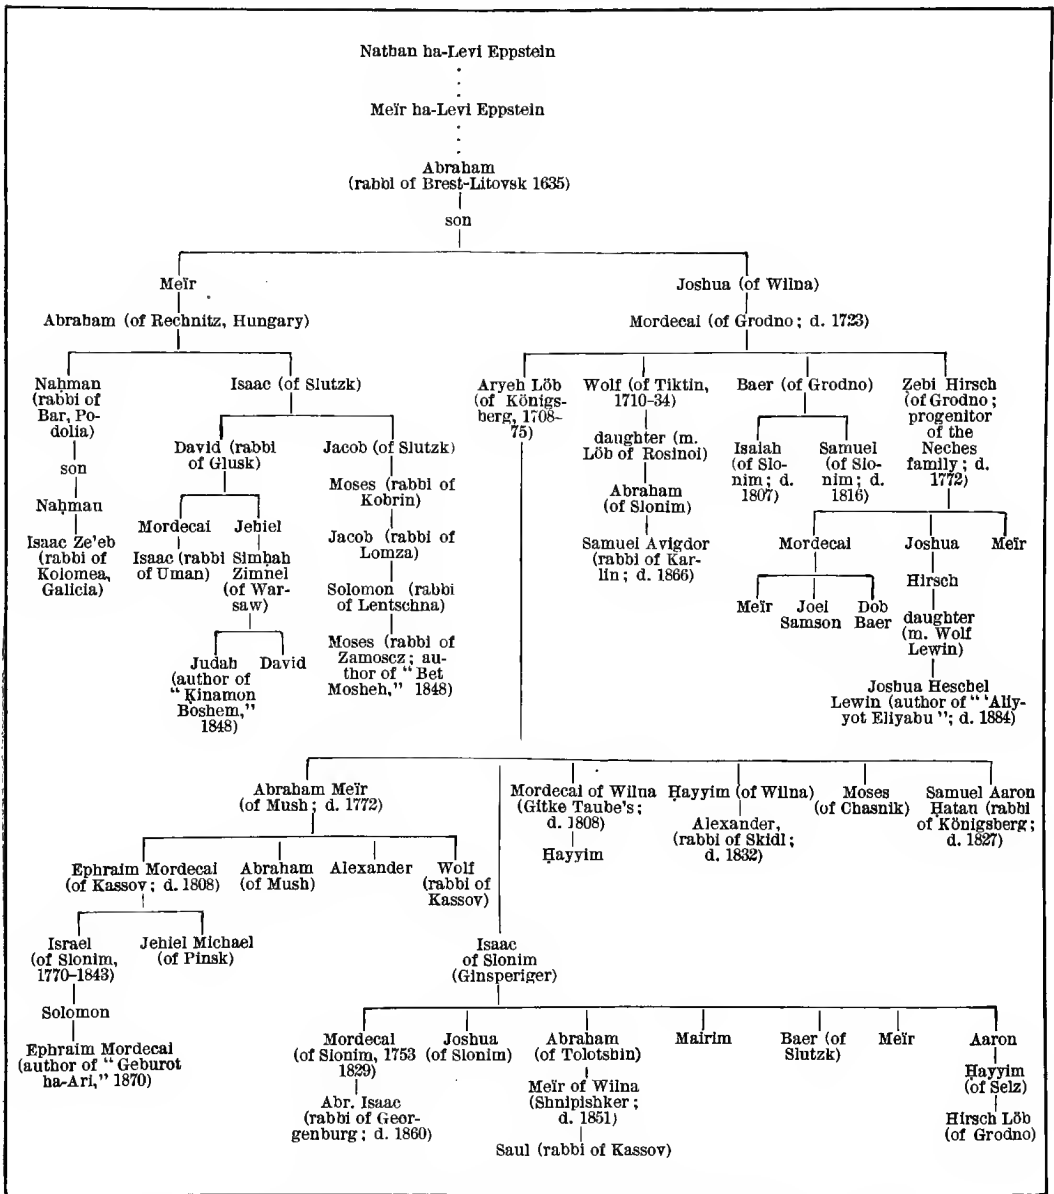 Nathan ha-Levi Eppstein
Meïr ha-Levi Eppstein
Abraham
(rabbi of Brest-Litovsk 1635)
son
Meïr
Joshua (of Wilna)
Abraham (of Rechnitz, Hungary)
Mordecai (of Grodno; d. 1723)
Naḥman
(rabbi of
Bar, Po-
dolia)
son
Naḥman
Isaac Ze'eb
(rabbi of
Kolomea,
Galicia)
Isaac (of Slutzk)
David (rabbi
of Glusk)
Mordecai
Isaac (rabbi
of Uman)
Jehiel
Simḥah
Zimmel
(of War-
saw)
Judah
(author of
"Ḳinamon
Boshem,"
1848)
David
Jacob (of Slutzk)
Moses (rabbi of
Kobrin)
Jacob (rabbi of
Lomza)
Solomon (rabbi
of Lentschna)
Moses (rabbi of
Zamoscz; au-
thor of "Bet
Mosheh," 1848)
Aryeh Löb
(of Königs-
berg, 1708-
75)
Wolf (of Tiktin,
1710-34)
daughter (m.
Löb of Rosinoi)
Abraham
(of Slonim)
Samuel Avigdor
(rabbi of Kar-
lin; d. 1866)
Baer (of Grodno)
Isaiah
(of Slo-
nim; d.
1807)
Samuel
(of Slo-
nim; d.
1816)
Zebi Hirsch
(of Grodno;
progenitor
of the
Neches
family; d.
1772)
Mordecai
Meïr
Joel
Samson
Dob
Baer
Joshua
Hirsch
daughter
(m. Wolf
Lewin)
Joshua Heschel
Lewin (author of "'Aliy-
yot Eliyahu"; d. 1884)
Meïr
Abraham Meïr
(of Mush; d. 1772)
Ephraim Mordecai
(of Kassov; d. 1808)
Abraham
(of Mush)
Alexander
Wolf
(rabbi of
Kassov)
Israel
(of Slonim,
1770-1843)
Jehiel Michael
(of Pinsk)
Solomon
Ephraim Mordecai
(author of "Geburot
ha-Ari," 1870)
Mordecai of Wilna
(Gitke Taube's;
d. 1808)
Ḥayyim
Ḥayyim (of Wilna)
Alexander,
(rabbi of Skidl;
d. 1832)
Moses
(of Chasnik)
Samuel Aaron
Ḥatan (rabbi
of Königsberg;
d. 1827)
Isaac
of Slonim
(Ginsperiger)
Mordecai
(of Slonim, 1753
1829)
Abr. Isaac
(rabbi of Geor-
genburg; d. 1860)
Joshua
(of Slonim)
Abraham
(of Tolotshin)
Meïr of Wilna
(Shnipishker;
d. 1851)
Saul (rabbi of Kassov)
Mairim
Baer (of
Slutzk)
Meïr
Aaron
Ḥayyim
(of Selz)
Hirsch Löb
(of Grodno)